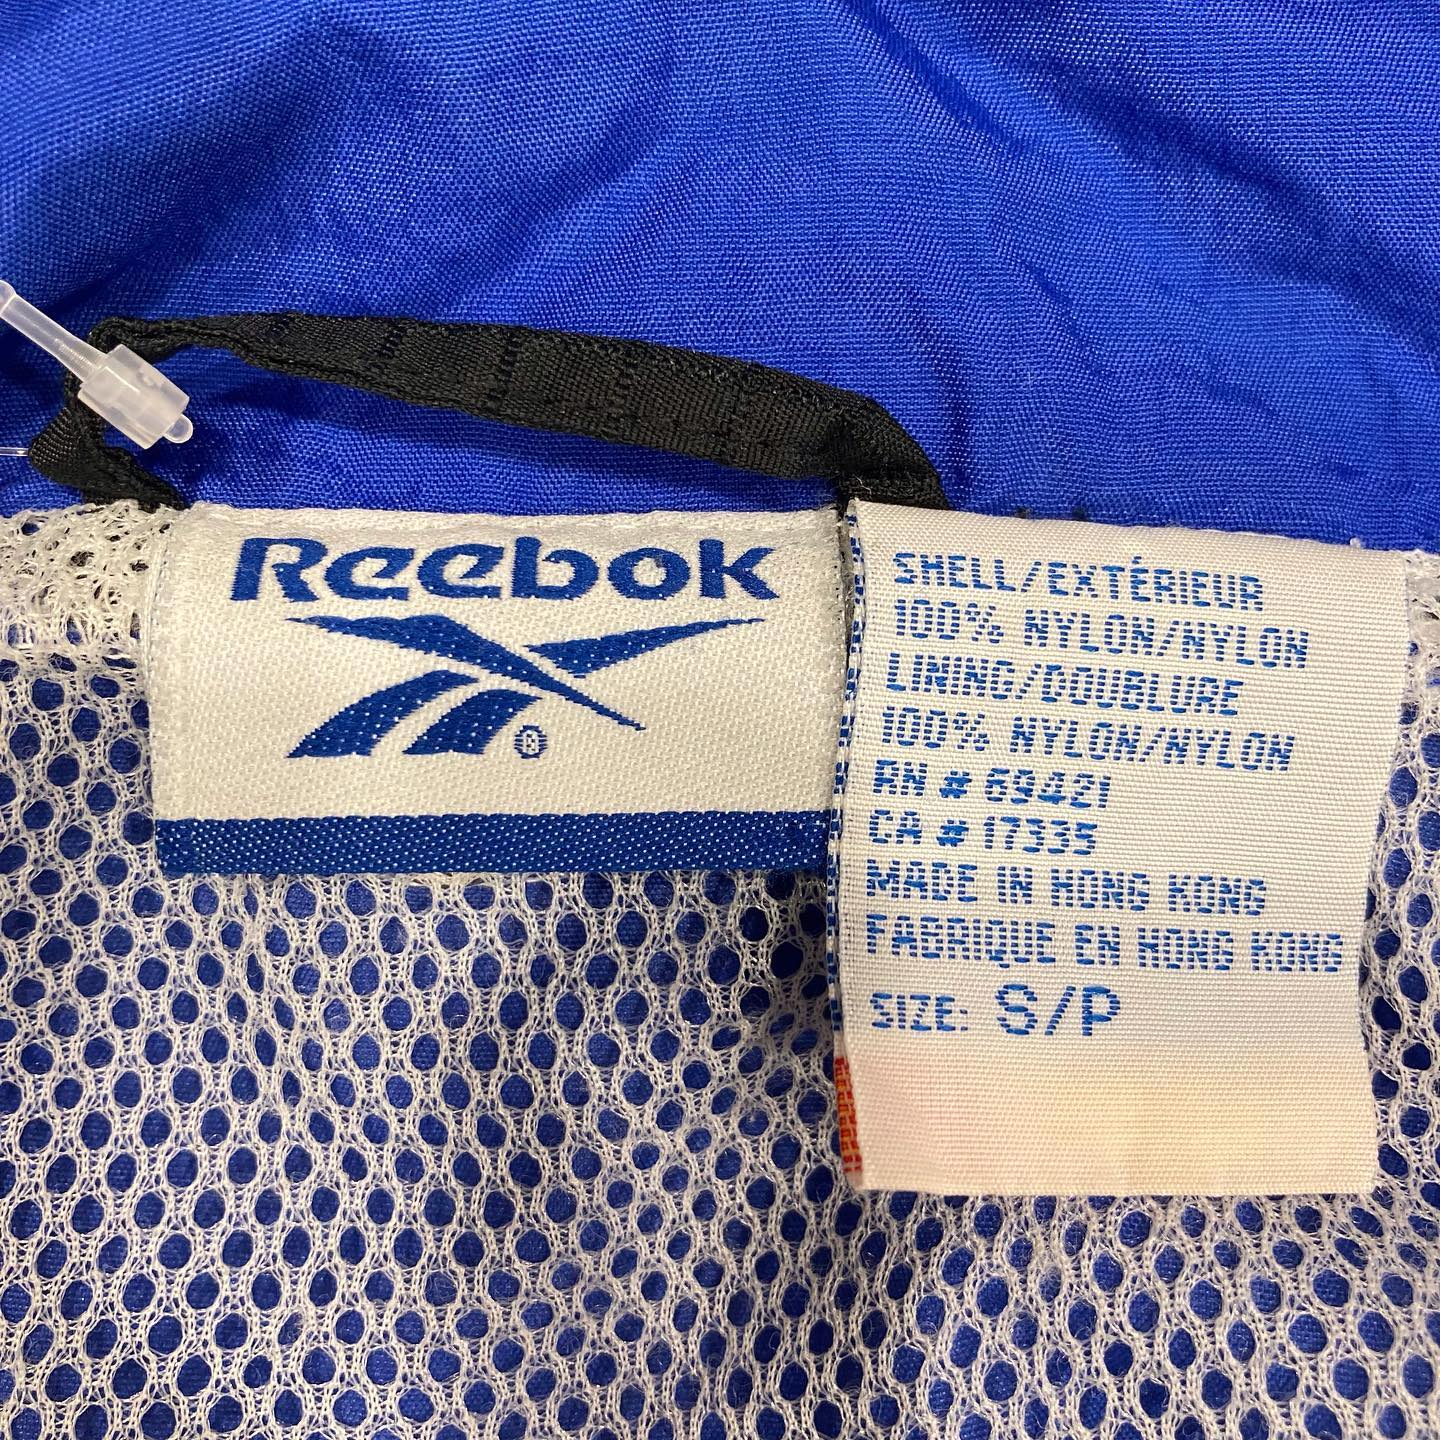 Reebok
®
SHELL/EXTÉRIEUR
100% NYLON/NYLON
LINING/DOUBLURE
100% NYLON/NYLON
RN # 69421
CA # 17335
MADE IN HONG KONG
FABRIQUE EN HONG KONG
SIZE: S/P